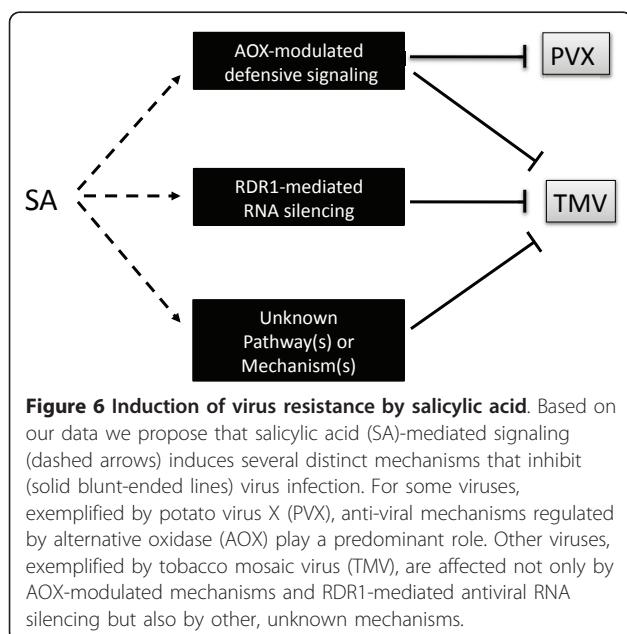 AOX-modulated
defensive signaling
PVX
SA
RDR1-mediated
RNA silencing
TMV
Unknown
Pathway(s) or
Mechanism(s)
Figure 6 Induction of virus resistance by salicylic acid. Based on
our data we propose that salicylic acid (SA)-mediated signaling
(dashed arrows) induces several distinct mechanisms that inhibit
(solid blunt-ended lines) virus infection. For some viruses,
exemplified by potato virus X (PVX), anti-viral mechanisms regulated
by alternative oxidase (AOX) play a predominant role. Other viruses,
exemplified by tobacco mosaic virus (TMV), are affected not only by
AOX-modulated mechanisms and RDR1-mediated antiviral RNA
silencing but also by other, unknown mechanisms.